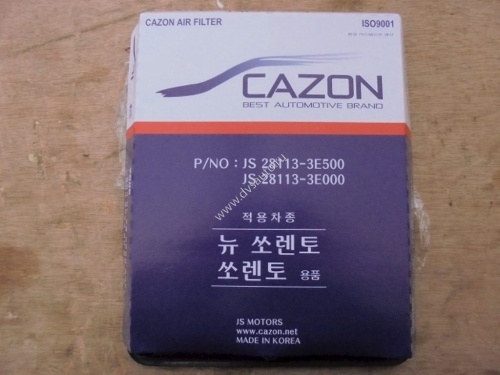 CAZON AIR FILTER
ISO9001
CAZON
BEST AUTOMOTIVE BRAND
P/NO : JS 28113-3E500
JS 28113-3E000
적용차종
뉴 쏘렌토
쏘렌토 용품
JS MOTORS
www.cazon.net
MADE IN KOREA